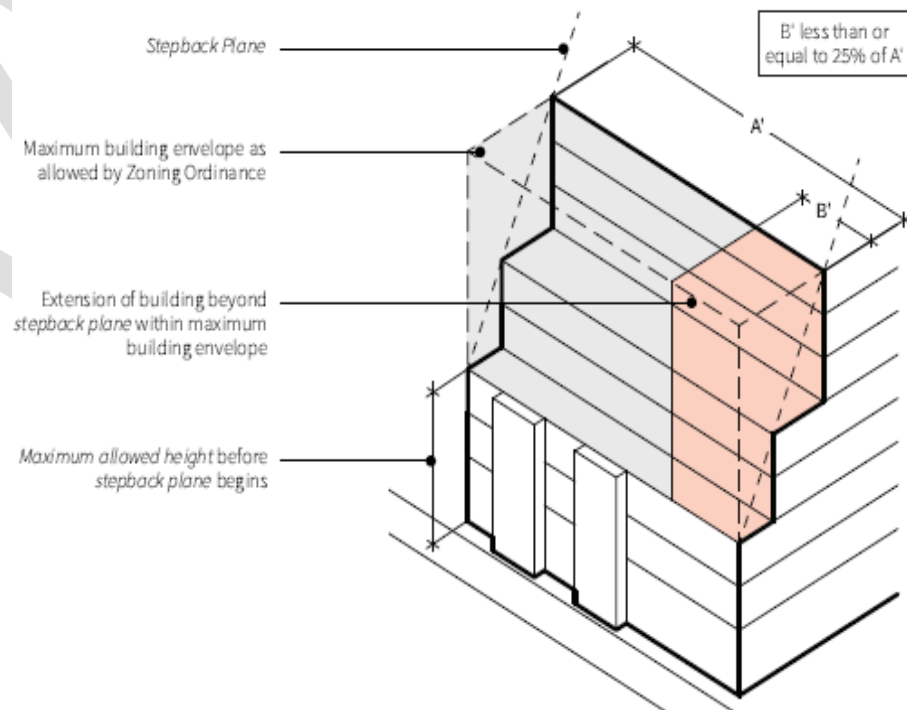 Stepback Plane
B' less than or
equal to 25% of A'
A'
Maximum building envelope as
allowed by Zoning Ordinance
B'
Extension of building beyond
stepback plane within maximum
building envelope
Maximum allowed height before
stepback plane begins